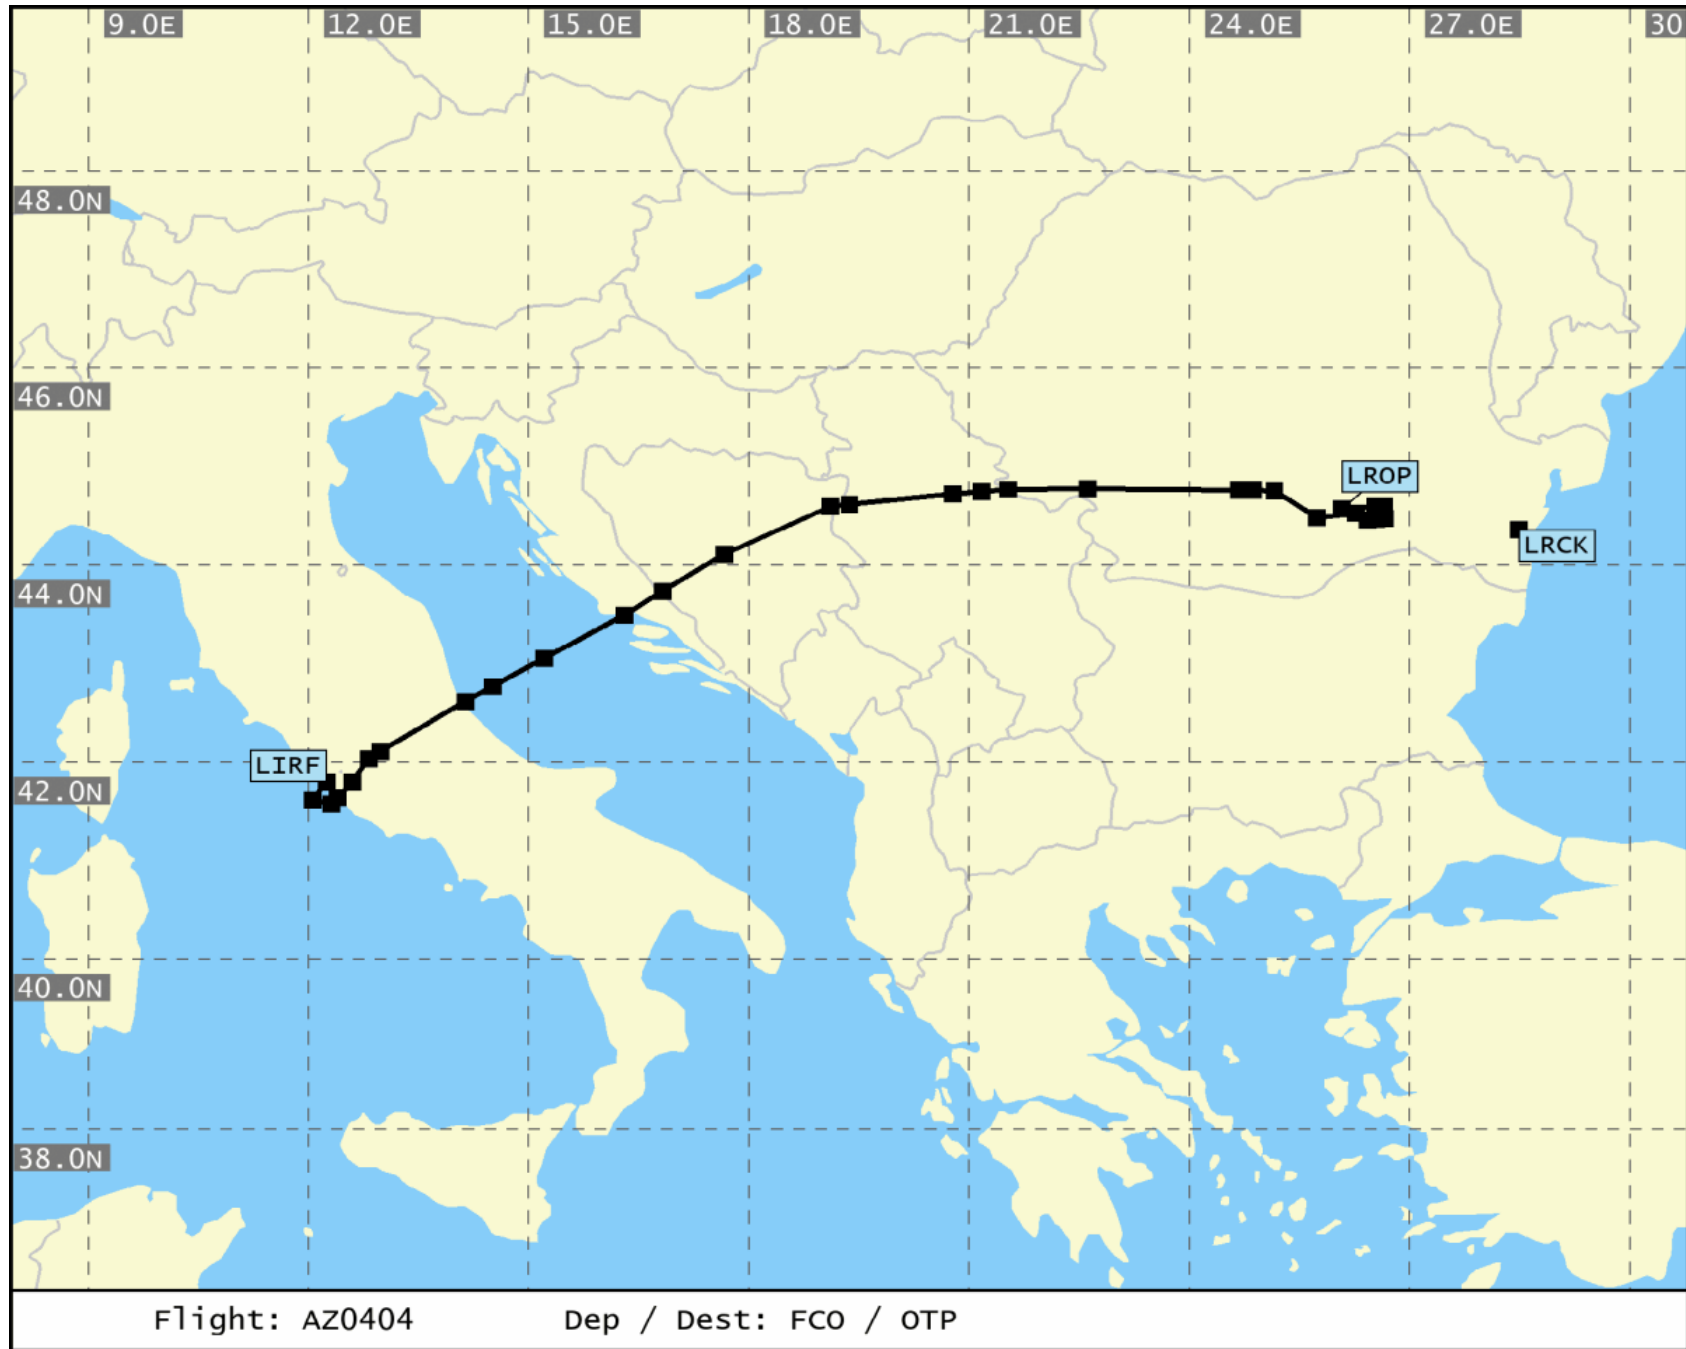 9.0E 12.0E 15.0E 18.0E 21.0E 24.0E 27.0E 30
48.0N
46.0N
LROP
LRCK
44.0N
LIRF
42.0N
40.0N
38.0N
Flight: AZ0404 Dep / Dest: FCO / OTP